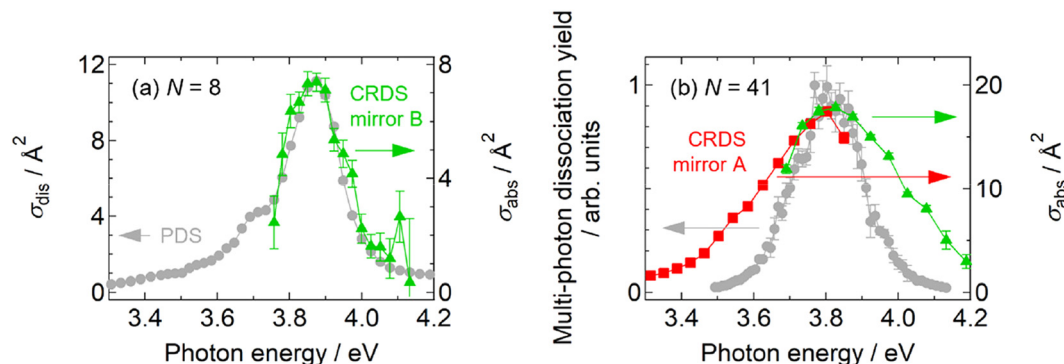 σdis / Å²
12
8
4
0
(a) N = 8
CRDS
mirror B
PDS
8
4
0
σabs / Å²
3.4 3.6 3.8 4.0 4.2
Photon energy / eV
Multi-photon dissociation yield
/ arb. units
1
0
(b) N = 41
CRDS
mirror A
20
10
0
σabs / Å²
3.4 3.6 3.8 4.0 4.2
Photon energy / eV